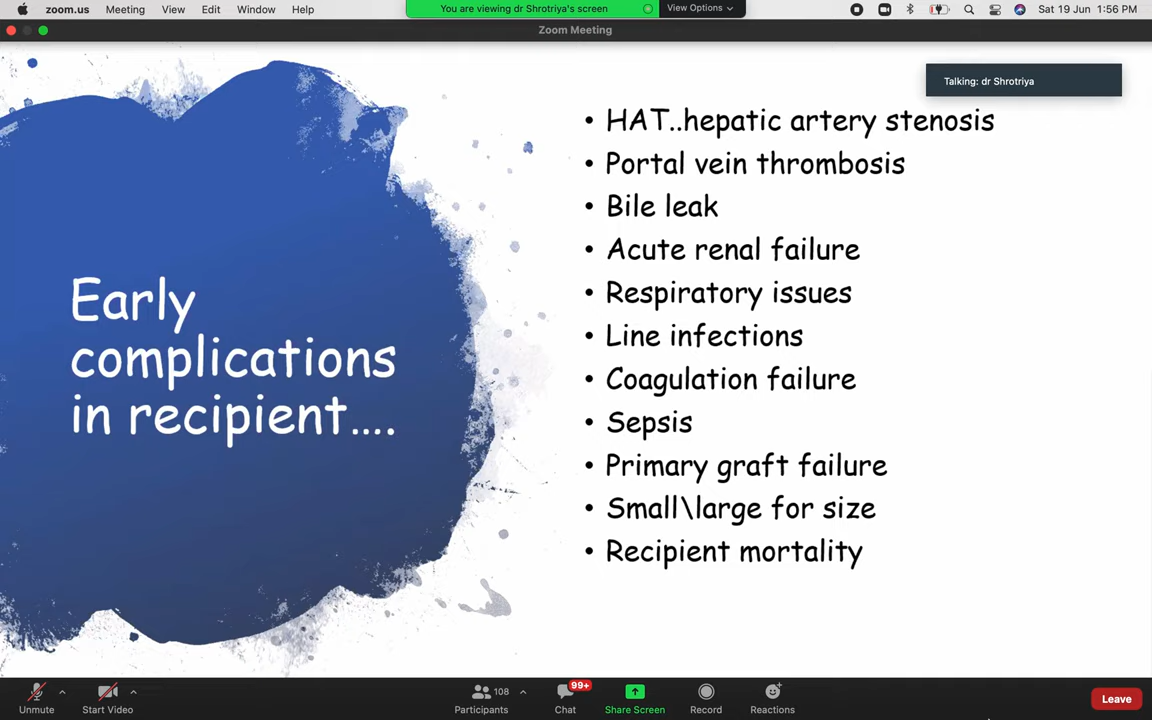 zoom.us Meeting View Edit Window Help
You are viewing dr Shrotriya's screen
View Options
Sat 19 Jun 1:56 PM
Zoom Meeting
Talking: dr Shrotriya
Early
complications
in recipient....
• HAT..hepatic artery stenosis
• Portal vein thrombosis
• Bile leak
• Acute renal failure
• Respiratory issues
• Line infections
• Coagulation failure
• Sepsis
• Primary graft failure
• Small\large for size
• Recipient mortality
108
99+
Unmute
Start Video
Participants
Chat
Share Screen
Record
Reactions
Leave